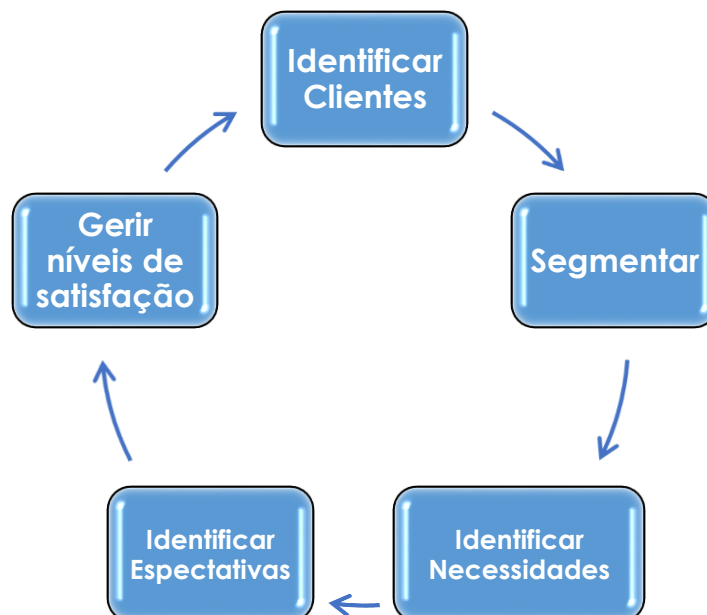 Identificar
Clientes
Segmentar
Identificar
Necessidades
Identificar
Espectativas
Gerir
níveis de
satisfação